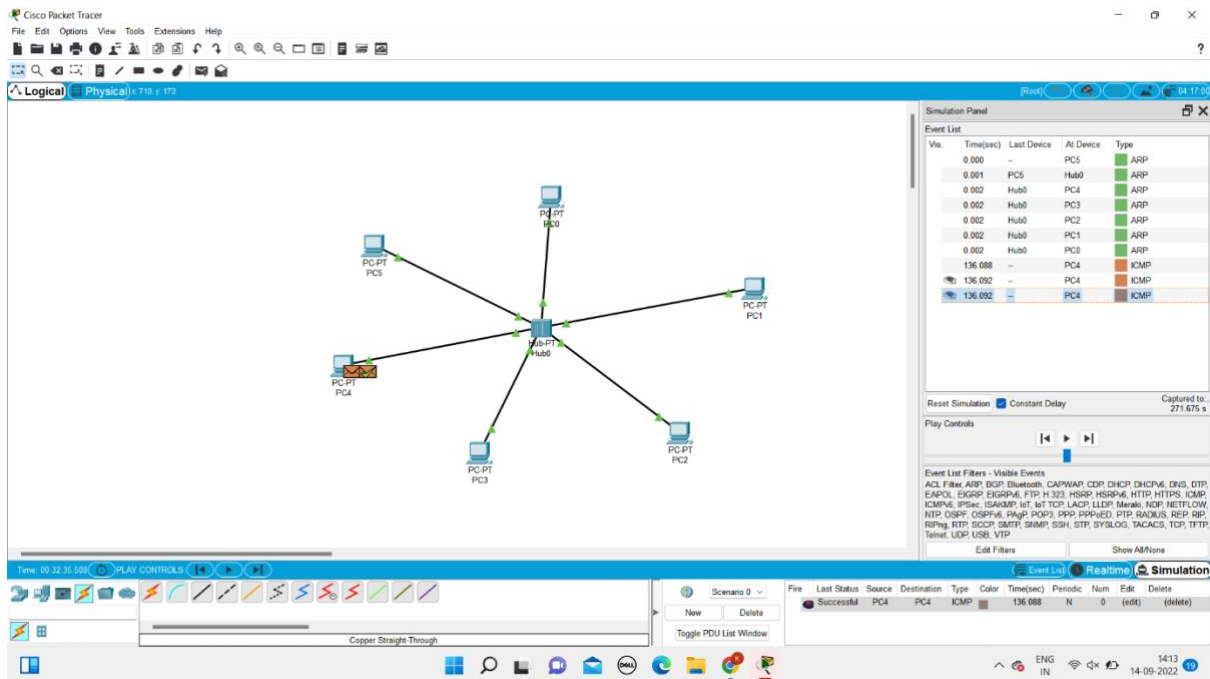 Cisco Packet Tracer
File Edit Options View Tools Extensions Help
?
Logical Physical x: 710, y: 173 [Root] 04:17:00
Simulation Panel
Event List
Vis. Time(sec) Last Device At Device Type
0.000 -- PC5 ARP
0.001 PC5 Hub0 ARP
0.002 Hub0 PC4 ARP
0.002 Hub0 PC3 ARP
0.002 Hub0 PC2 ARP
0.002 Hub0 PC1 ARP
0.002 Hub0 PC0 ARP
136.088 -- PC4 ICMP
136.092 -- PC4 ICMP
136.092 -- PC4 ICMP
PC-PT
PC0
PC-PT
PC5
PC-PT
PC1
Hub-PT
Hub0
PC-PT
PC4
PC-PT
PC2
PC-PT
PC3
Reset Simulation Constant Delay Captured to:
271.675 s
Play Controls
Event List Filters - Visible Events
ACL Filter, ARP, BGP, Bluetooth, CAPWAP, CDP, DHCP, DHCPv6, DNS, DTP,
EAPOL, EIGRP, EIGRPv6, FTP, H.323, HSRP, HSRPv6, HTTP, HTTPS, ICMP,
ICMPv6, IPSec, ISAKMP, IoT, IoT TCP, LACP, LLDP, Meraki, NDP, NETFLOW,
NTP, OSPF, OSPFv6, PAgP, POP3, PPP, PPPoED, PTP, RADIUS, REP, RIP,
RIPng, RTP, SCCP, SMTP, SNMP, SSH, STP, SYSLOG, TACACS, TCP, TFTP,
Telnet, UDP, USB, VTP
Edit Filters Show All/None
Time: 00:32:35.508 PLAY CONTROLS: Event List Realtime Simulation
Scenario 0
New Delete
Toggle PDU List Window
Fire Last Status Source Destination Type Color Time(sec) Periodic Num Edit Delete
Successful PC4 PC4 ICMP 136.088 N 0 (edit) (delete)
Copper Straight-Through
DELL
K
ENG
IN
14:13
14-09-2022
19